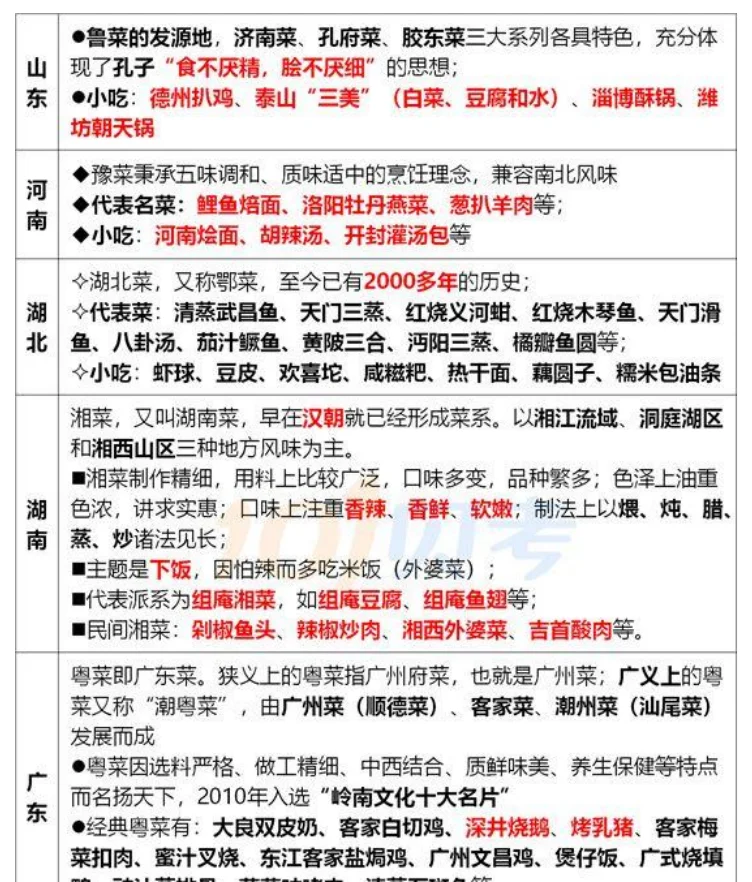 山东
●鲁菜的发源地，济南菜、孔府菜、胶东菜三大系列各具特色，充分体
现了孔子“食不厌精，脍不厌细”的思想；
●小吃：德州扒鸡、泰山“三美”（白菜、豆腐和水）、淄博酥锅、潍
坊朝天锅
河南
◆豫菜秉承五味调和、质味适中的烹饪理念，兼容南北风味
◆代表名菜：鲤鱼焙面、洛阳牡丹燕菜、葱扒羊肉等；
◆小吃：河南烩面、胡辣汤、开封灌汤包等
湖北
✧湖北菜，又称鄂菜，至今已有2000多年的历史；
✧代表菜：清蒸武昌鱼、天门三蒸、红烧义河蚶、红烧木琴鱼、天门滑
鱼、八卦汤、茄汁鳜鱼、黄陂三合、沔阳三蒸、橘瓣鱼圆等；
✧小吃：虾球、豆皮、欢喜坨、咸糍粑、热干面、藕圆子、糯米包油条
湖南
湘菜，又叫湖南菜，早在汉朝就已经形成菜系。以湘江流域、洞庭湖区
和湘西山区三种地方风味为主。
■湘菜制作精细，用料上比较广泛，口味多变，品种繁多；色泽上油重
色浓，讲求实惠；口味上注重香辣、香鲜、软嫩；制法上以煨、炖、腊、
蒸、炒诸法见长；
■主题是下饭，因怕辣而多吃米饭（外婆菜）；
■代表派系为组庵湘菜，如组庵豆腐、组庵鱼翅等；
■民间湘菜：剁椒鱼头、辣椒炒肉、湘西外婆菜、吉首酸肉等。
广东
粤菜即广东菜。狭义上的粤菜指广州府菜，也就是广州菜；广义上的粤
菜又称“潮粤菜”，由广州菜（顺德菜）、客家菜、潮州菜（汕尾菜）
发展而成
●粤菜因选料严格、做工精细、中西结合、质鲜味美、养生保健等特点
而名扬天下，2010年入选“岭南文化十大名片”
●经典粤菜有：大良双皮奶、客家白切鸡、深井烧鹅、烤乳猪、客家梅
菜扣肉、蜜汁叉烧、东江客家盐焗鸡、广州文昌鸡、煲仔饭、广式烧填